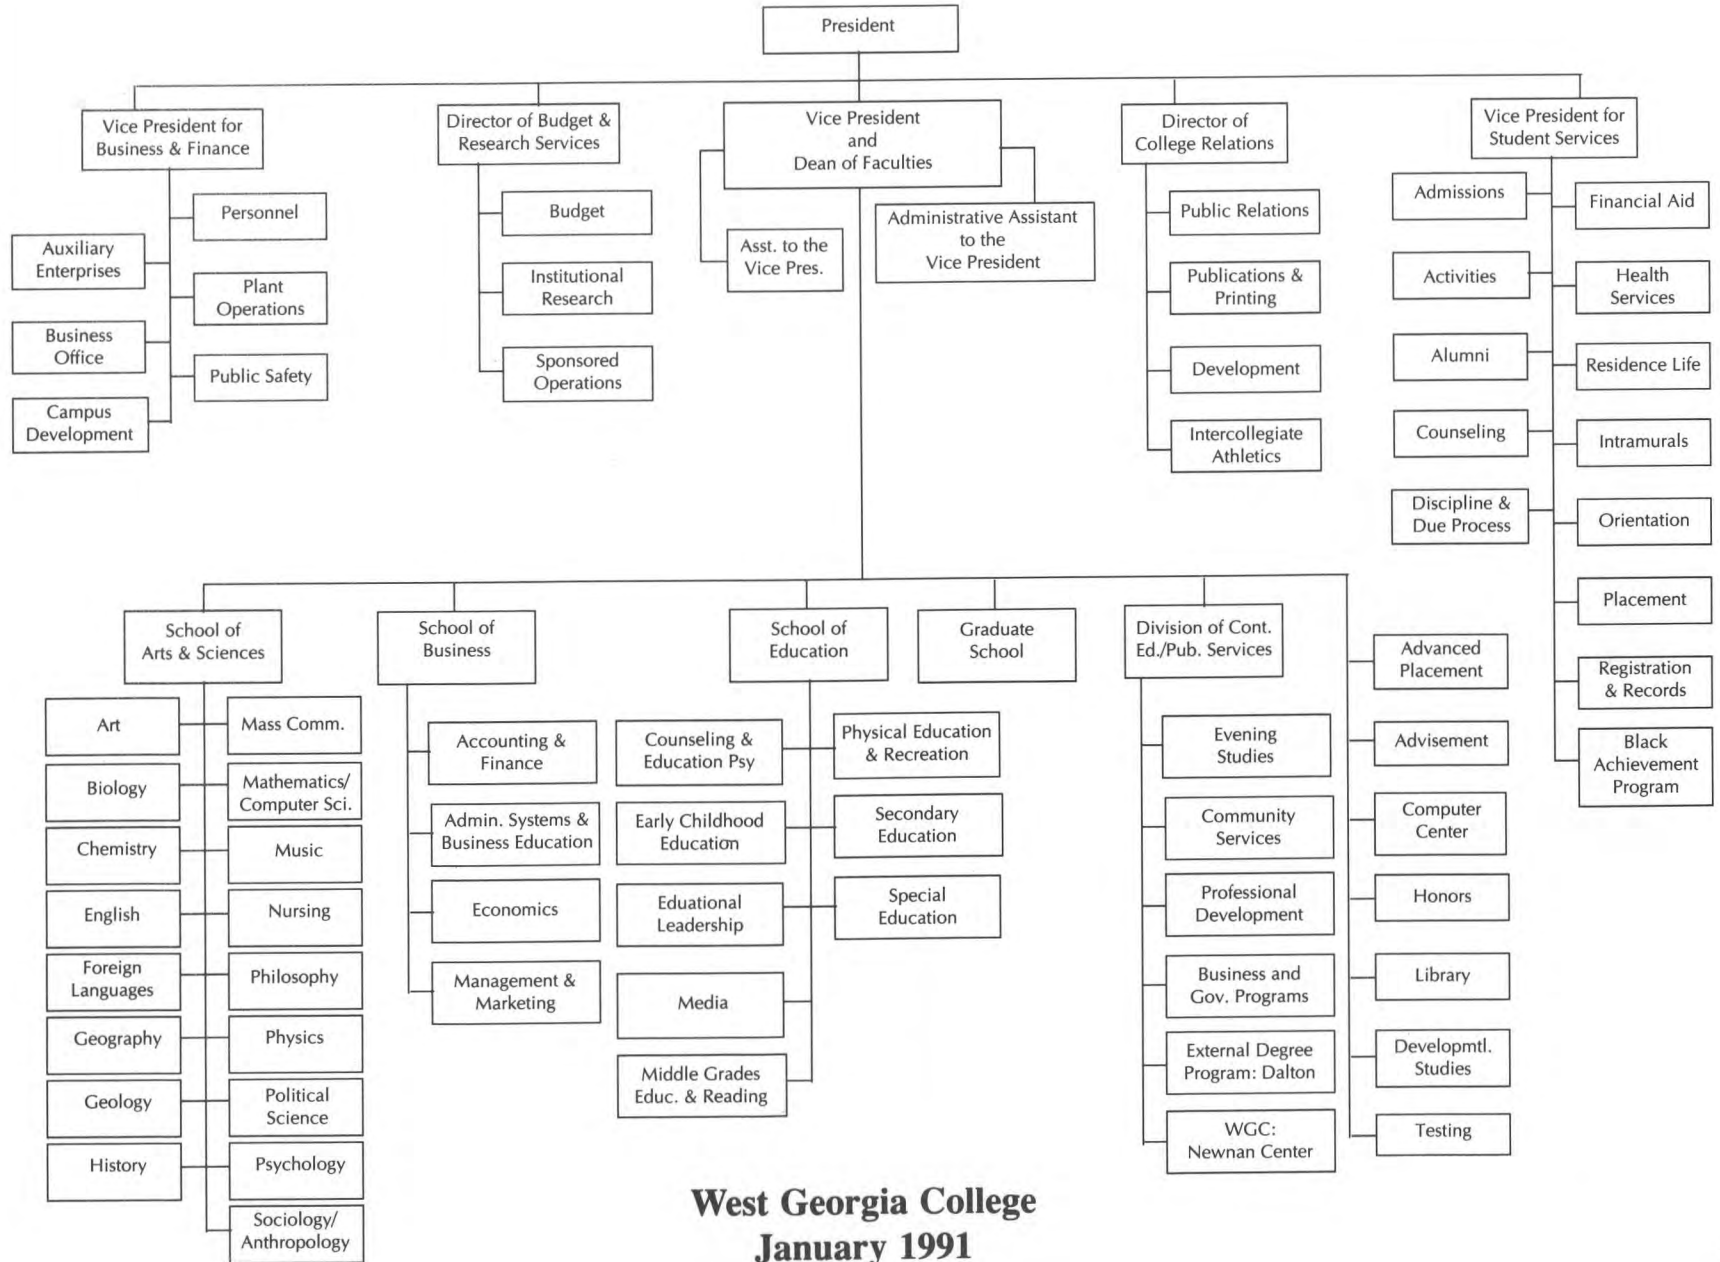 President
Vice President for
Business & Finance
Personnel
Auxiliary
Enterprises
Plant
Operations
Business
Office
Public Safety
Campus
Development
Director of Budget &
Research Services
Budget
Institutional
Research
Sponsored
Operations
Vice President
and
Dean of Faculties
Asst. to the
Vice Pres.
Administrative Assistant
to the
Vice President
Director of
College Relations
Public Relations
Publications &
Printing
Development
Intercollegiate
Athletics
Vice President for
Student Services
Admissions
Financial Aid
Activities
Health
Services
Alumni
Residence Life
Counseling
Intramurals
Discipline &
Due Process
Orientation
Placement
Registration
& Records
Black
Achievement
Program
School of
Arts & Sciences
Art
Mass Comm.
Biology
Mathematics/
Computer Sci.
Chemistry
Music
English
Nursing
Foreign
Languages
Philosophy
Geography
Physics
Geology
Political
Science
History
Psychology
Sociology/
Anthropology
School of
Business
Accounting &
Finance
Admin. Systems &
Business Education
Economics
Management &
Marketing
School of
Education
Counseling &
Education Psy
Physical Education
& Recreation
Early Childhood
Education
Secondary
Education
Eduational
Leadership
Special
Education
Media
Middle Grades
Educ. & Reading
Graduate
School
Division of Cont.
Ed./Pub. Services
Evening
Studies
Community
Services
Professional
Development
Business and
Gov. Programs
External Degree
Program: Dalton
WGC:
Newnan Center
Advanced
Placement
Advisement
Computer
Center
Honors
Library
Developmtl.
Studies
Testing
West Georgia College
January 1991